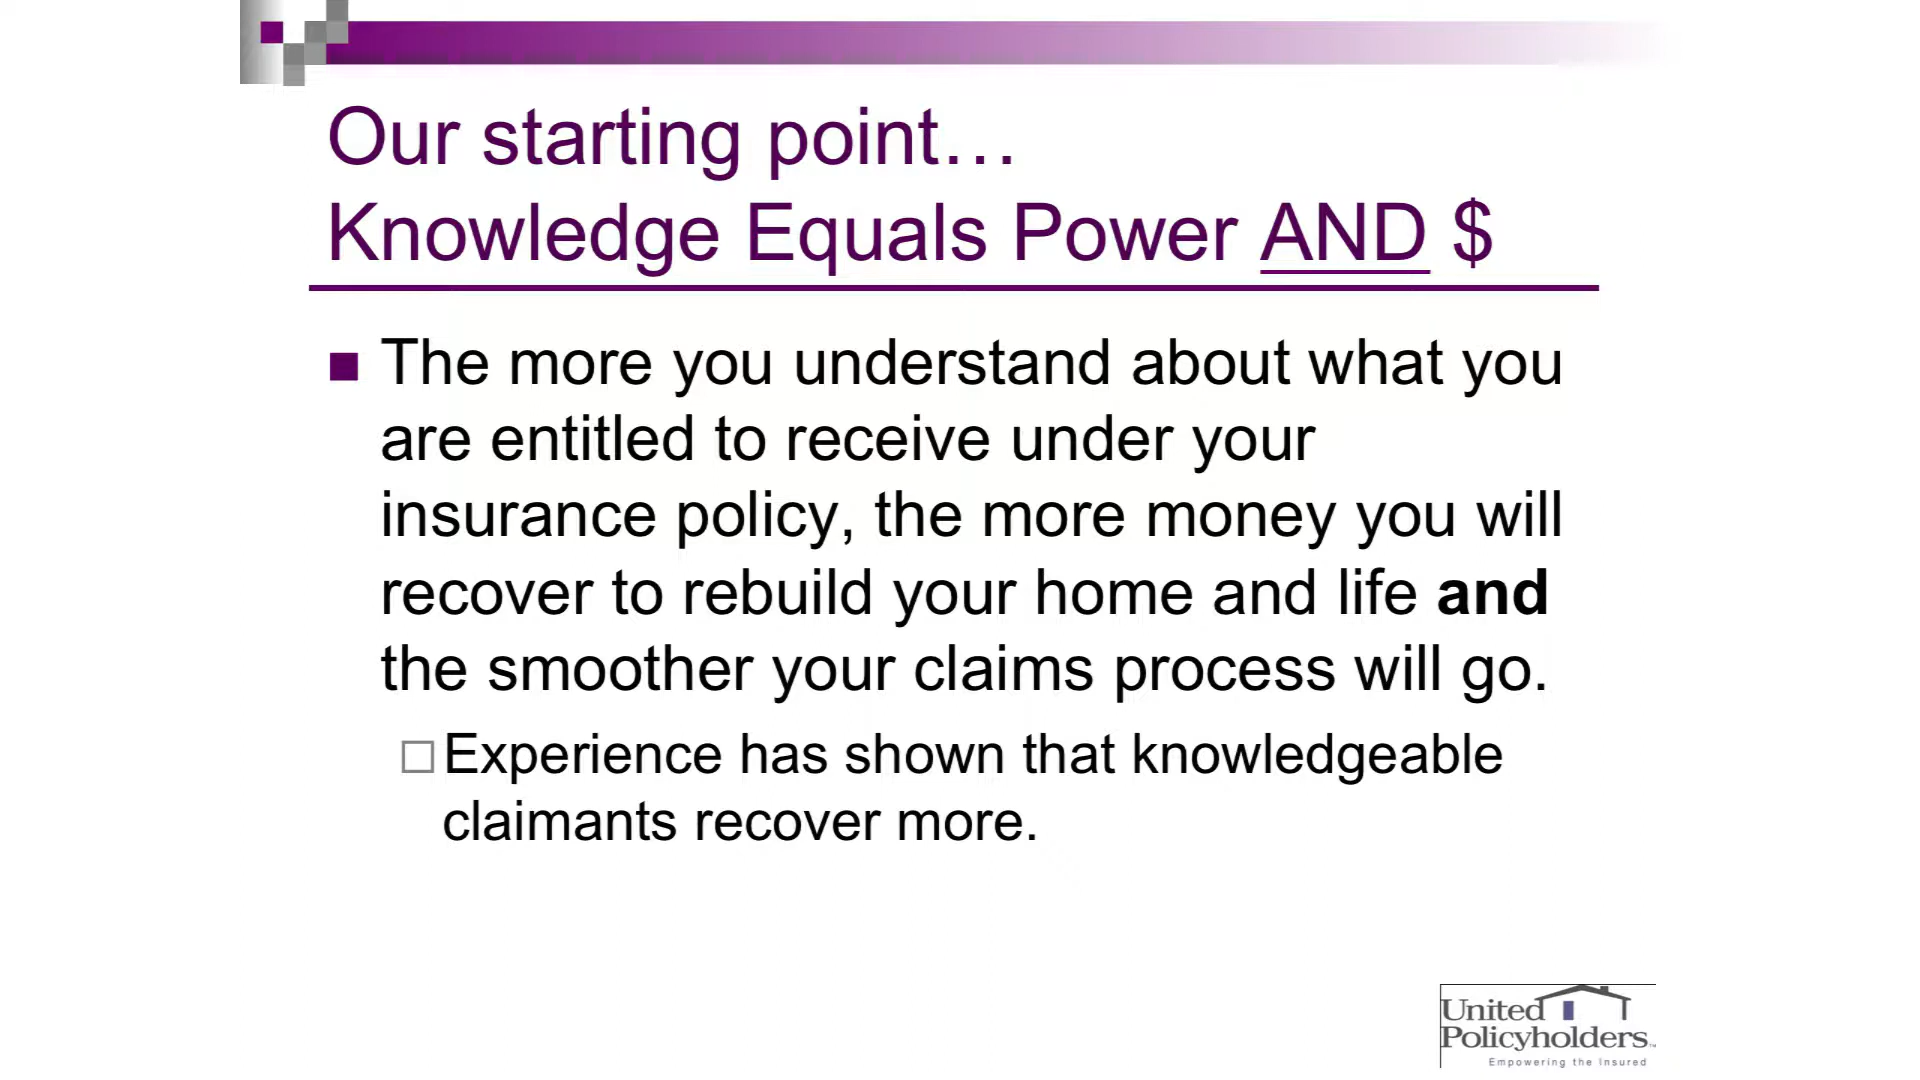 Our starting point…
Knowledge Equals Power AND $
The more you understand about what you
are entitled to receive under your
insurance policy, the more money you will
recover to rebuild your home and life and
the smoother your claims process will go.
Experience has shown that knowledgeable
claimants recover more.
United
Policyholders™
Empowering the Insured